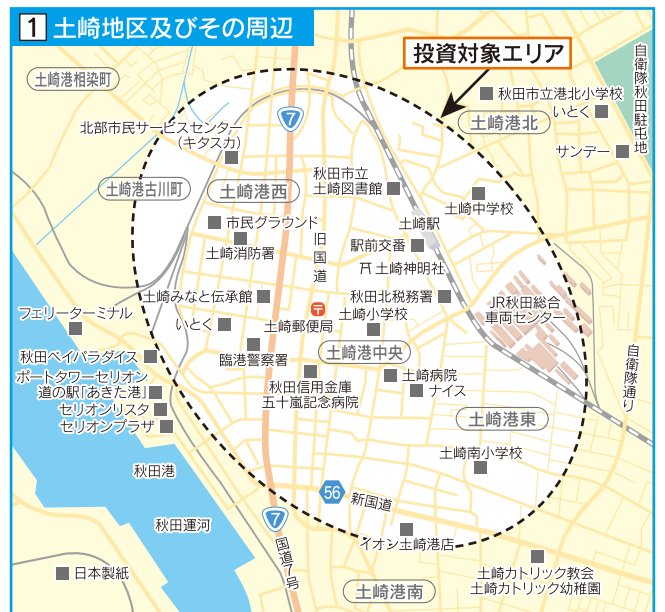 1 土崎地区及びその周辺
投資対象エリア
土崎港相染町
自衛隊秋田駐屯地
秋田市立港北小学校
いとく
土崎港北
サンデー
7
北部市民サービスセンター
(キタスカ)
土崎港古川町
土崎港西
秋田市立
土崎図書館
土崎中学校
市民グラウンド
土崎消防署
旧国道
土崎駅
駅前交番
土崎神明社
土崎みなと伝承館
秋田北税務署
JR秋田総合
車両センター
フェリーターミナル
いとく
土崎郵便局
土崎小学校
臨港警察署
土崎港中央
自衛隊通り
秋田ベイパラダイス
ポートタワーセリオン
道の駅「あきた港」
セリオンリスタ
セリオンプラザ
秋田信用金庫
五十嵐記念病院
土崎病院
ナイス
土崎港東
土崎南小学校
秋田港
56
新国道
秋田運河
7
国道7号
イオン土崎港店
日本製紙
土崎カトリック教会
土崎カトリック幼稚園
土崎港南